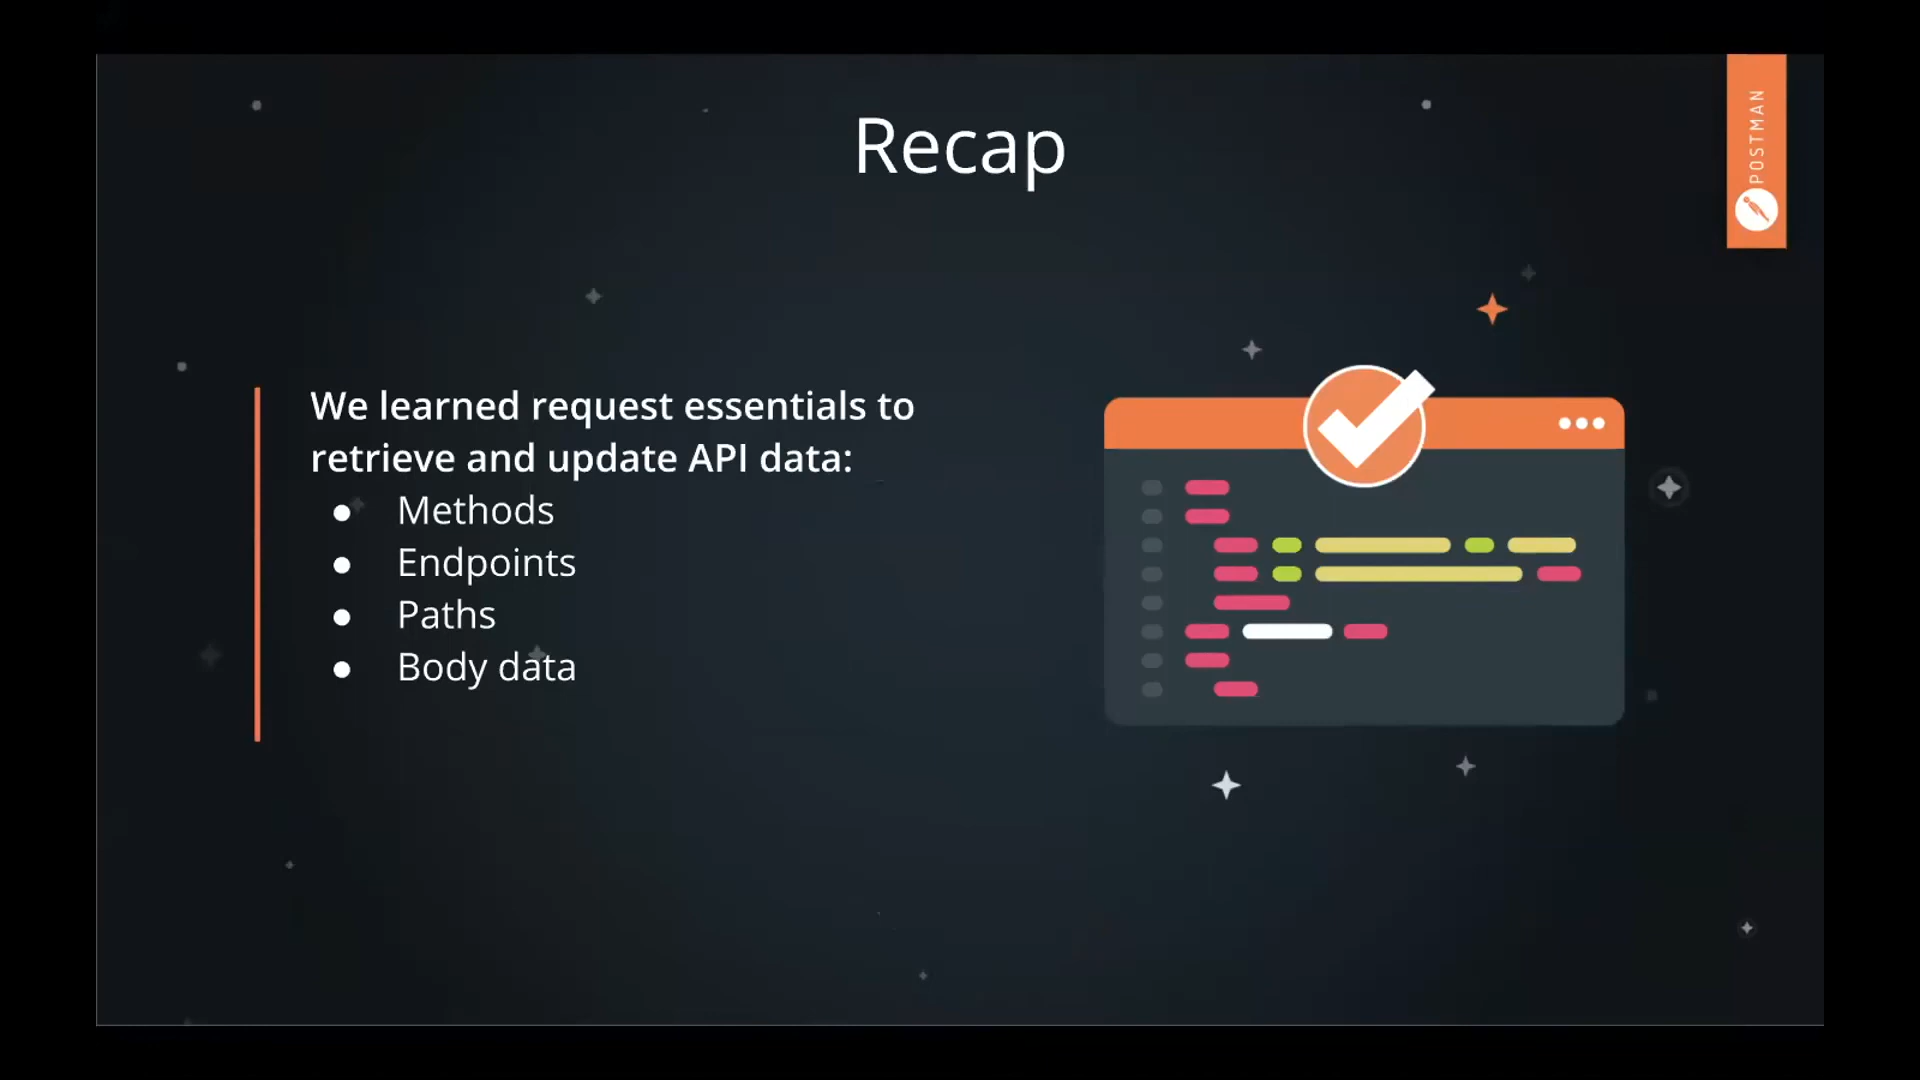 Recap
POSTMAN
We learned request essentials to
retrieve and update API data:
● Methods
● Endpoints
● Paths
● Body data